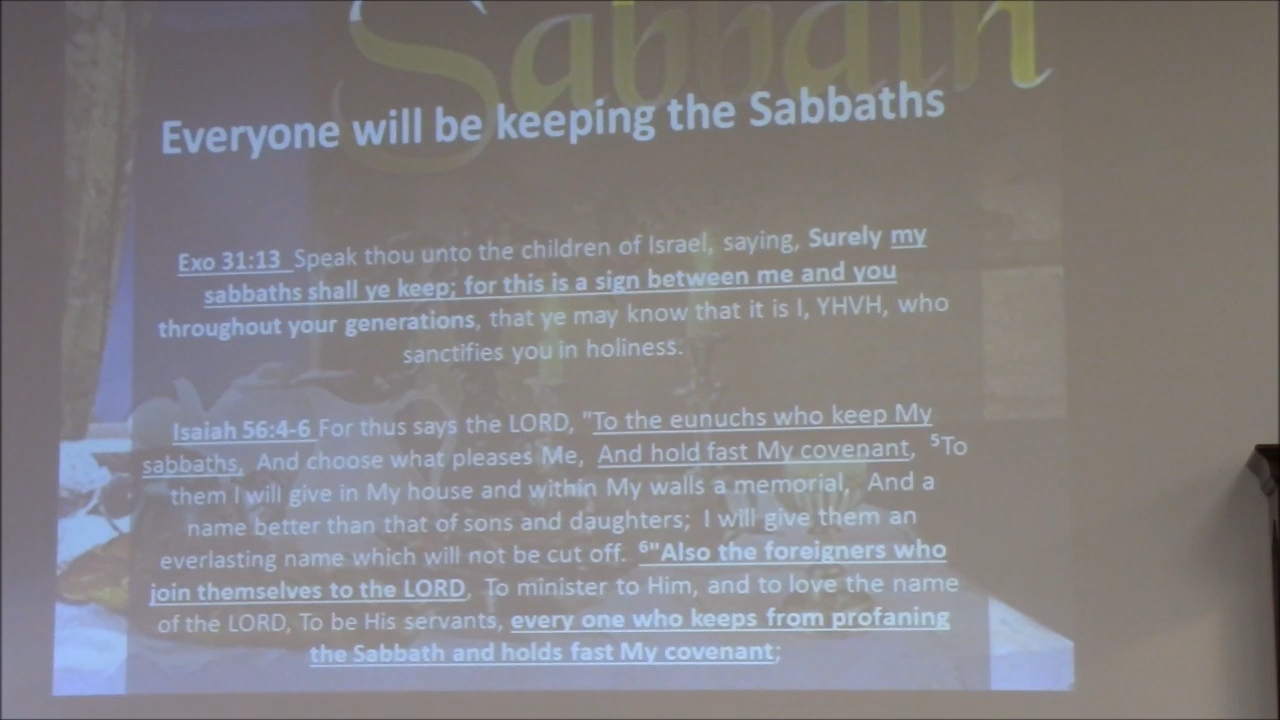 Sabbath
Everyone will be keeping the Sabbaths
Exo 31:13 Speak thou unto the children of Israel, saying, Surely my
sabbaths shall ye keep; for this is a sign between me and you
throughout your generations, that ye may know that it is I, YHVH, who
sanctifies you in holiness.
Isaiah 56:4-6 For thus says the LORD, "To the eunuchs who keep My
sabbaths, And choose what pleases Me, And hold fast My covenant, ⁵To
them I will give in My house and within My walls a memorial, And a
name better than that of sons and daughters; I will give them an
everlasting name which will not be cut off. ⁶"Also the foreigners who
join themselves to the LORD, To minister to Him, and to love the name
of the LORD, To be His servants, every one who keeps from profaning
the Sabbath and holds fast My covenant;